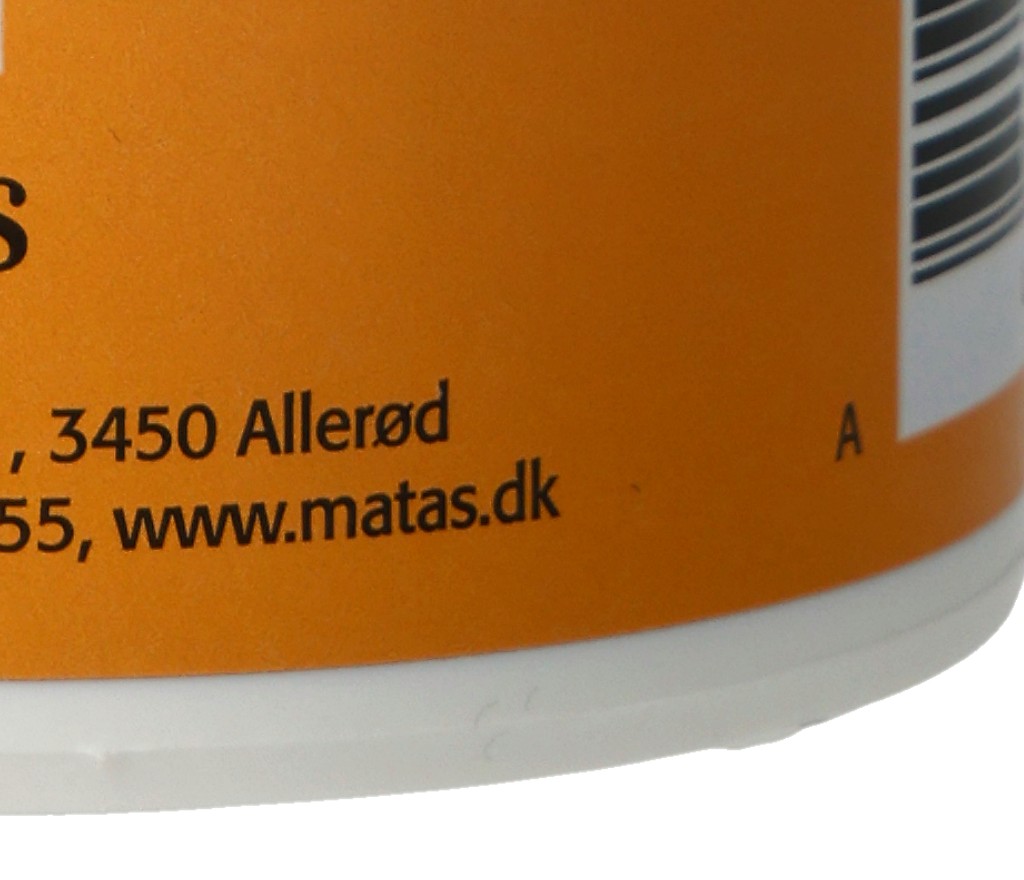 s
, 3450 Allerød
55, www.matas.dk
A